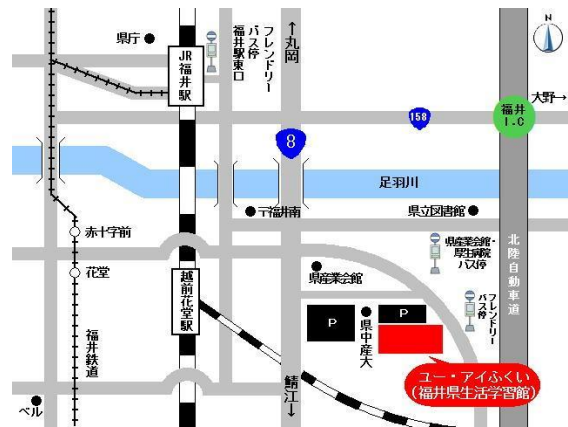 県庁
JR福井駅
フレンドリー
バス停
福井駅東口
↑丸岡
N
大野→
福井
I.C
158
8
足羽川
〒福井南
県立図書館
赤十字前
花堂
越前花堂駅
県産業会館
県産業会館・
厚生病院
バス停
北陸自動車道
フレンドリー
バス停
P
P
県中産大
福井鉄道
ユー・アイふくい
(福井県生活学習館)
鯖江↓
ベル